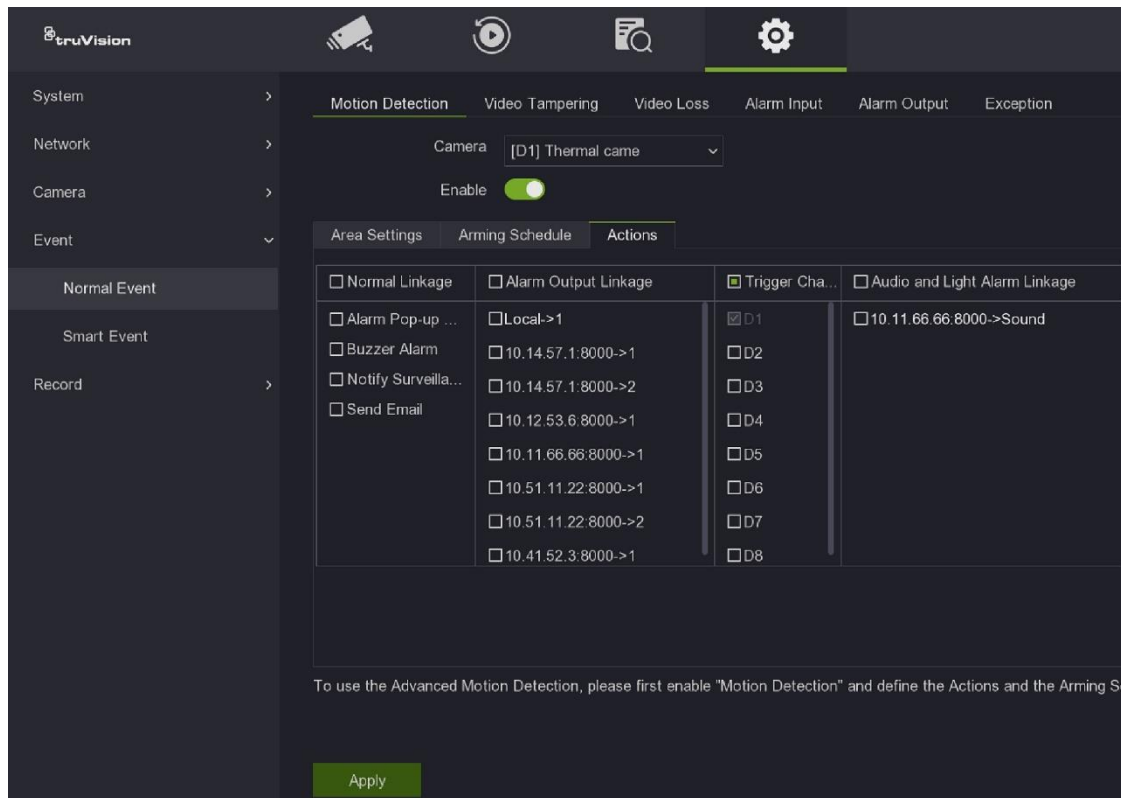 truVision
System
Network
Camera
Event
Normal Event
Smart Event
Record
Motion Detection Video Tampering Video Loss Alarm Input Alarm Output Exception
Camera [D1] Thermal came
Enable
Area Settings Arming Schedule Actions
Normal Linkage Alarm Output Linkage Trigger Cha... Audio and Light Alarm Linkage
Alarm Pop-up ... Local->1 D1 10.11.66.66:8000->Sound
Buzzer Alarm 10.14.57.1:8000->1 D2
Notify Surveilla... 10.14.57.1:8000->2 D3
Send Email 10.12.53.6:8000->1 D4
10.11.66.66:8000->1 D5
10.51.11.22:8000->1 D6
10.51.11.22:8000->2 D7
10.41.52.3:8000->1 D8
To use the Advanced Motion Detection, please first enable "Motion Detection" and define the Actions and the Arming S
Apply